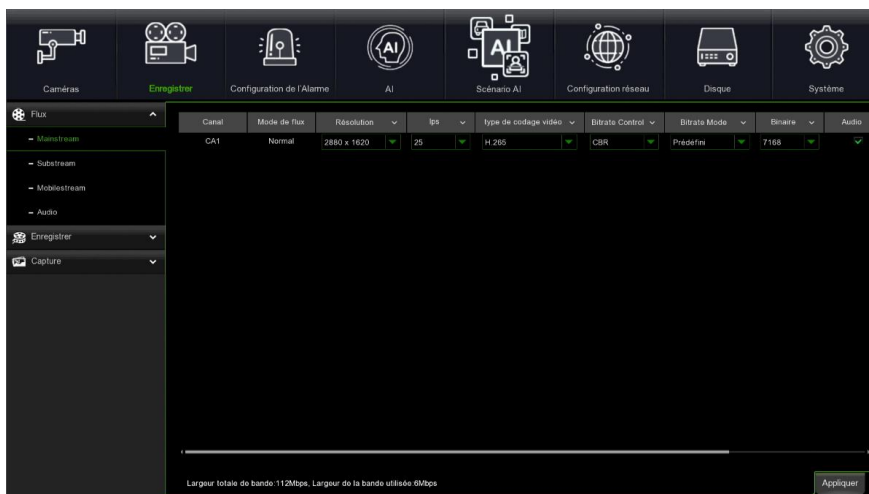 AI
AI
Caméras Enregistrer Configuration de l'Alarme AI Scénario AI Configuration réseau Disque Système
Flux
Mainstream
Substream
Mobilestream
Audio
Enregistrer
Capture
Canal Mode de flux Résolution Ips type de codage vidéo Bitrate Control Bitrate Mode Binaire Audio
CA1 Normal 2880 x 1620 25 H.265 CBR Prédéfini 7168
Largeur totale de bande:112Mbps, Largeur de la bande utilisée:6Mbps
Appliquer